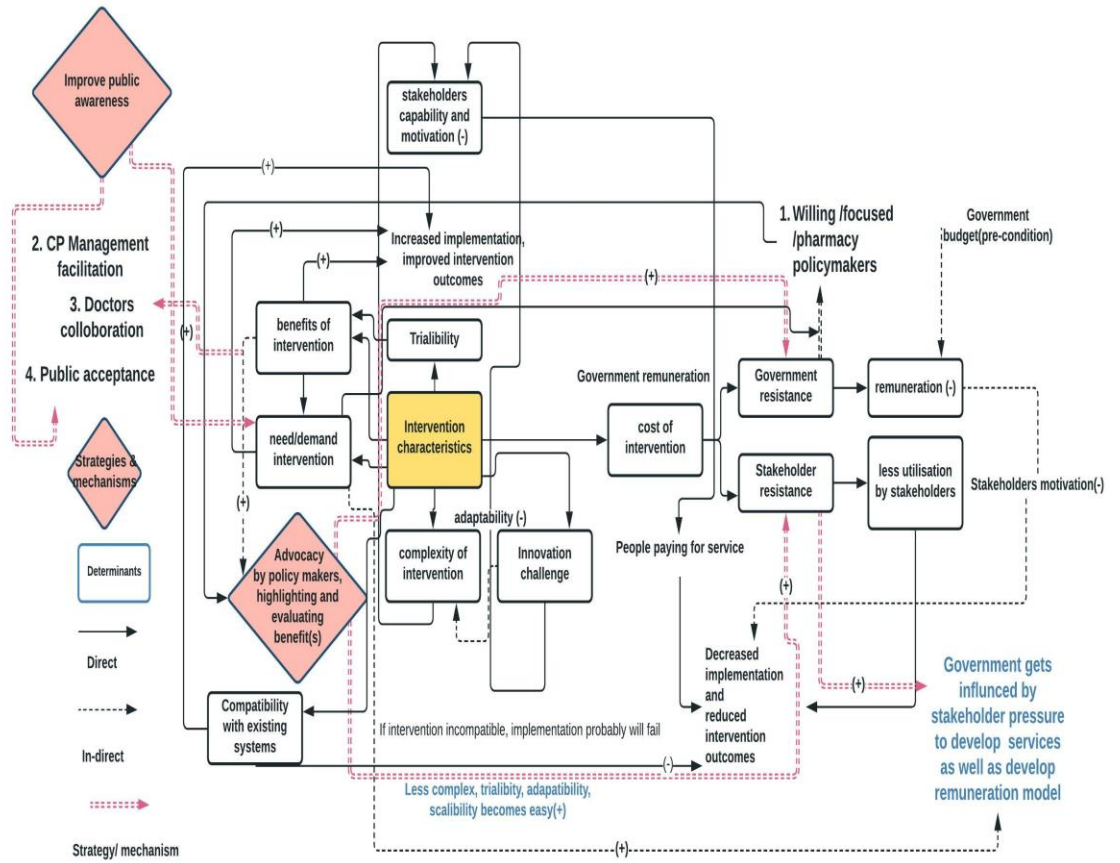 Improve public
awareness
stakeholders
capability and
motivation (-)
(+)
1. Willing /focused
/pharmacy
policymakers
Government
budget(pre-condition)
2. CP Management
facilitation
3. Doctors
colloboration
4. Public acceptance
(+)
Increased implementation,
improved intervention
outcomes
(+)
(+)
(+)
benefits of
intervention
Trialibility
Government remuneration
Government
resistance
remuneration (-)
need/demand
intervention
Intervention
characteristics
cost of
intervention
Stakeholder
resistance
less utilisation
by stakeholders
Stakeholders motivation(-)
Strategies &
mechanisms
(+)
adaptability (-)
complexity of
intervention
Innovation
challenge
People paying for service
Determinants
Advocacy
by policy makers,
highlighting and
evaluating
benefit(s)
(+)
Direct
Decreased
implementation
and
reduced
intervention
outcomes
(+)
Government gets
influnced by
stakeholder pressure
to develop services
as well as develop
remuneration model
Compatibility
with existing
systems
If intervention incompatible, implementation probably will fail
In-direct
(-)
Less complex, trialibity, adapatibility,
scalibility becomes easy(+)
Strategy/ mechanism
(+)